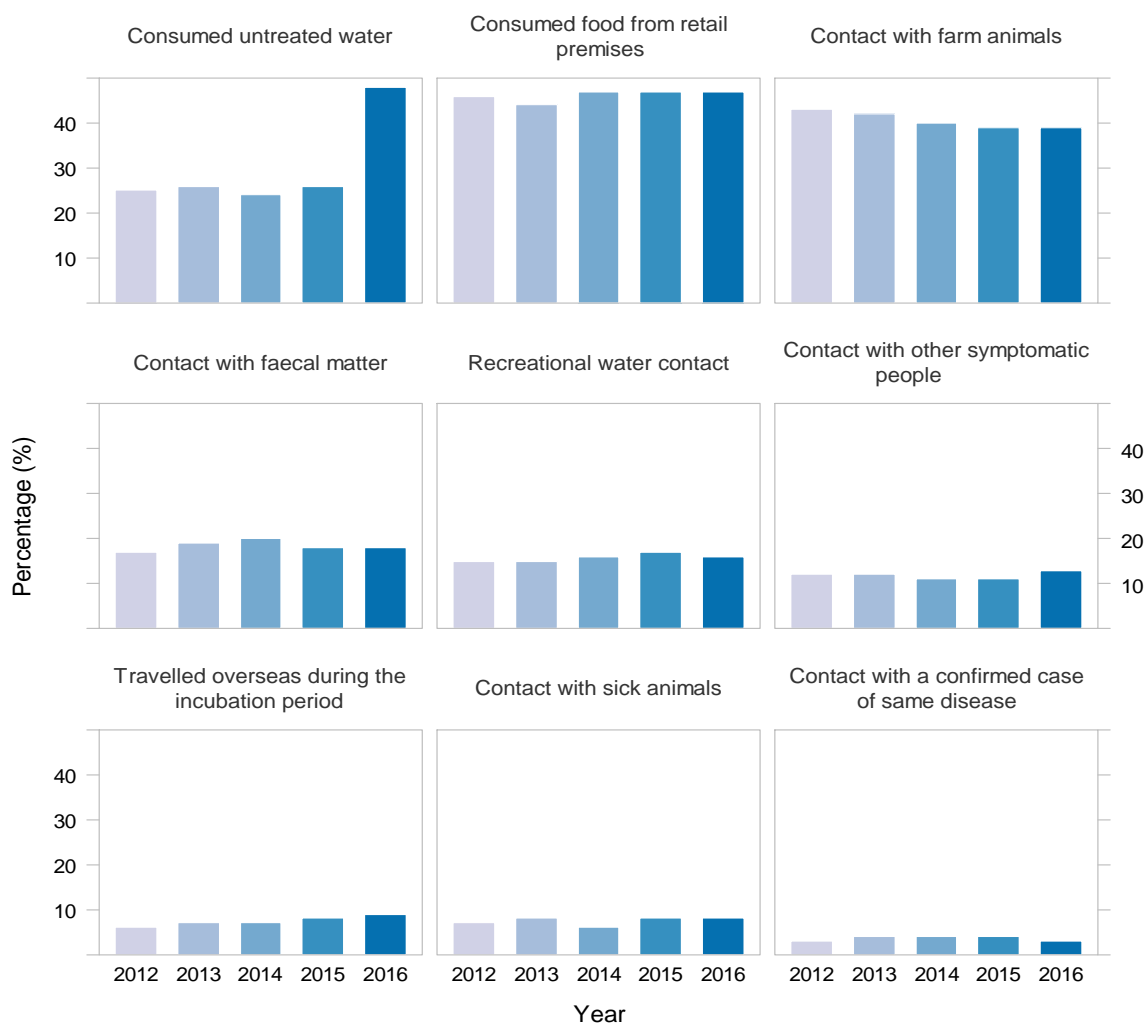 Consumed untreated water
Consumed food from retail
premises
Contact with farm animals
40
30
20
10
Contact with faecal matter
Recreational water contact
Contact with other symptomatic
people
Percentage (%)
40
30
20
10
Travelled overseas during the
incubation period
Contact with sick animals
Contact with a confirmed case
of same disease
40
30
20
10
2012 2013 2014 2015 2016
2012 2013 2014 2015 2016
2012 2013 2014 2015 2016
Year